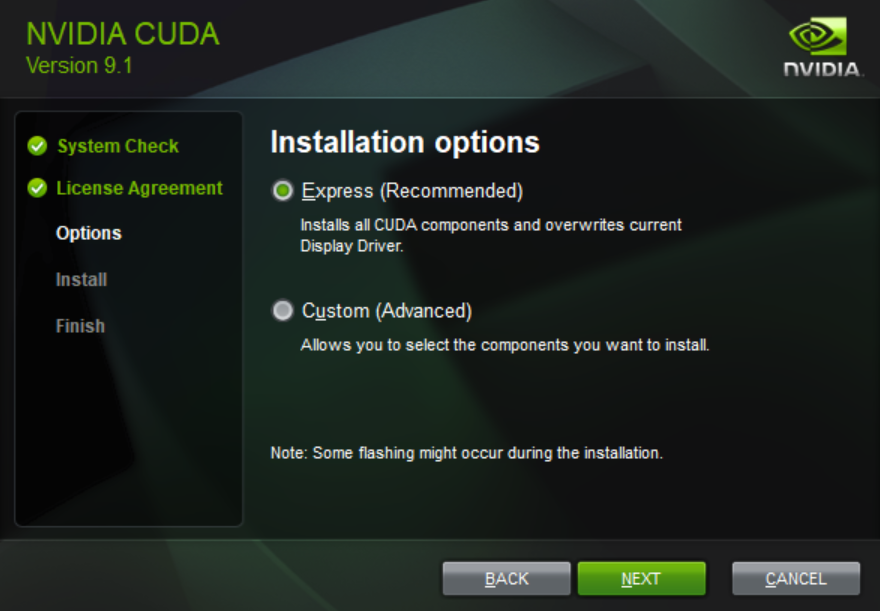 NVIDIA CUDA
Version 9.1
NVIDIA
System Check
License Agreement
Options
Install
Finish
Installation options
Express (Recommended)
Installs all CUDA components and overwrites current
Display Driver.
Custom (Advanced)
Allows you to select the components you want to install.
Note: Some flashing might occur during the installation.
BACK
NEXT
CANCEL